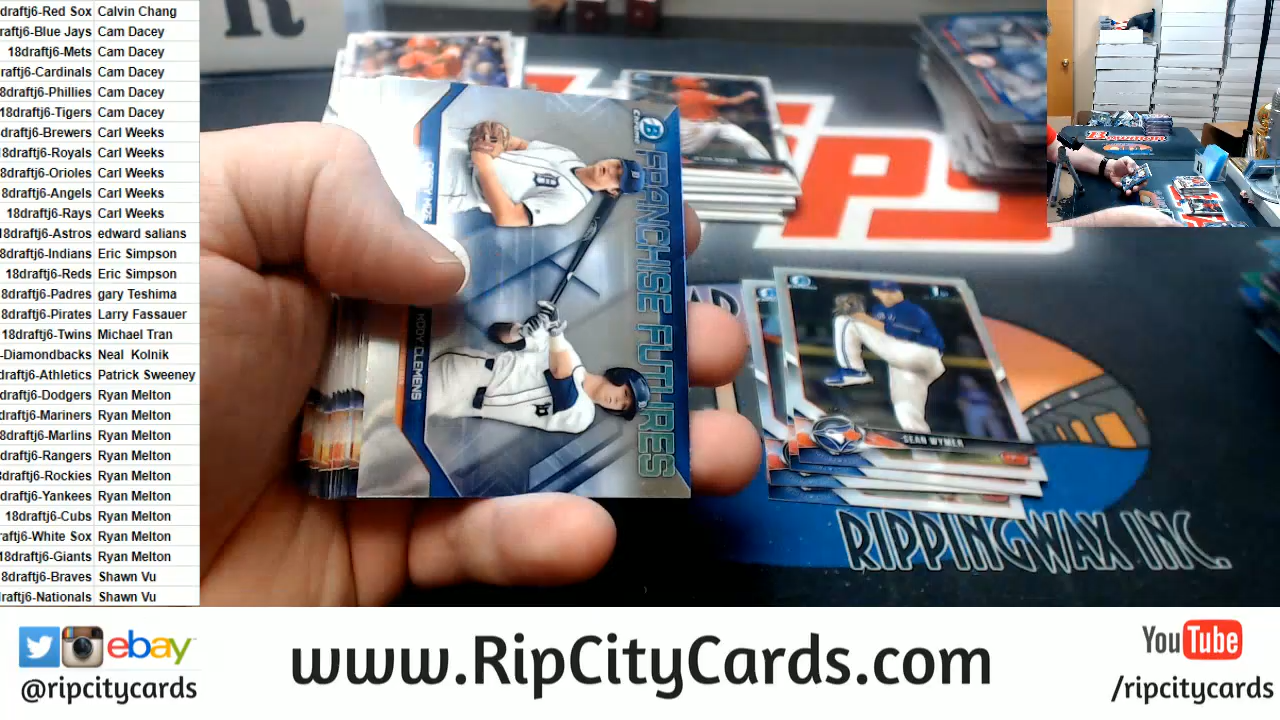 draftj6-Red Sox Calvin Chang
raftj6-Blue Jays Cam Dacey
18draftj6-Mets Cam Dacey
raftj6-Cardinals Cam Dacey
8draftj6-Phillies Cam Dacey
18draftj6-Tigers Cam Dacey
draftj6-Brewers Carl Weeks
18draftj6-Royals Carl Weeks
8draftj6-Orioles Carl Weeks
8draftj6-Angels Carl Weeks
18draftj6-Rays Carl Weeks
18draftj6-Astros edward salians
8draftj6-Indians Eric Simpson
18draftj6-Reds Eric Simpson
8draftj6-Padres gary Teshima
8draftj6-Pirates Larry Fassauer
18draftj6-Twins Michael Tran
-Diamondbacks Neal Kolnik
raftj6-Athletics Patrick Sweeney
draftj6-Dodgers Ryan Melton
raftj6-Mariners Ryan Melton
8draftj6-Marlins Ryan Melton
draftj6-Rangers Ryan Melton
draftj6-Rockies Ryan Melton
draftj6-Yankees Ryan Melton
18draftj6-Cubs Ryan Melton
raftj6-White Sox Ryan Melton
18draftj6-Giants Ryan Melton
8draftj6-Braves Shawn Vu
raftj6-Nationals Shawn Vu
FRANCHISE FUTURES
KODY CLEMENS
SEAN WYMER
RIPPINGWAX INC.
ebay
@ripcitycards
www.RipCityCards.com
YouTube
/ripcitycards